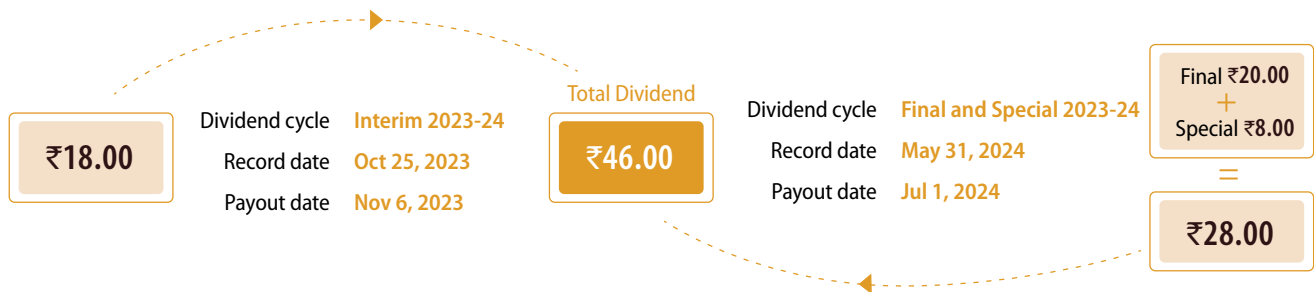 ₹18.00
Dividend cycle Interim 2023-24
Record date Oct 25, 2023
Payout date Nov 6, 2023
Total Dividend
₹46.00
Dividend cycle Final and Special 2023-24
Record date May 31, 2024
Payout date Jul 1, 2024
Final ₹20.00
+
Special ₹8.00
=
₹28.00